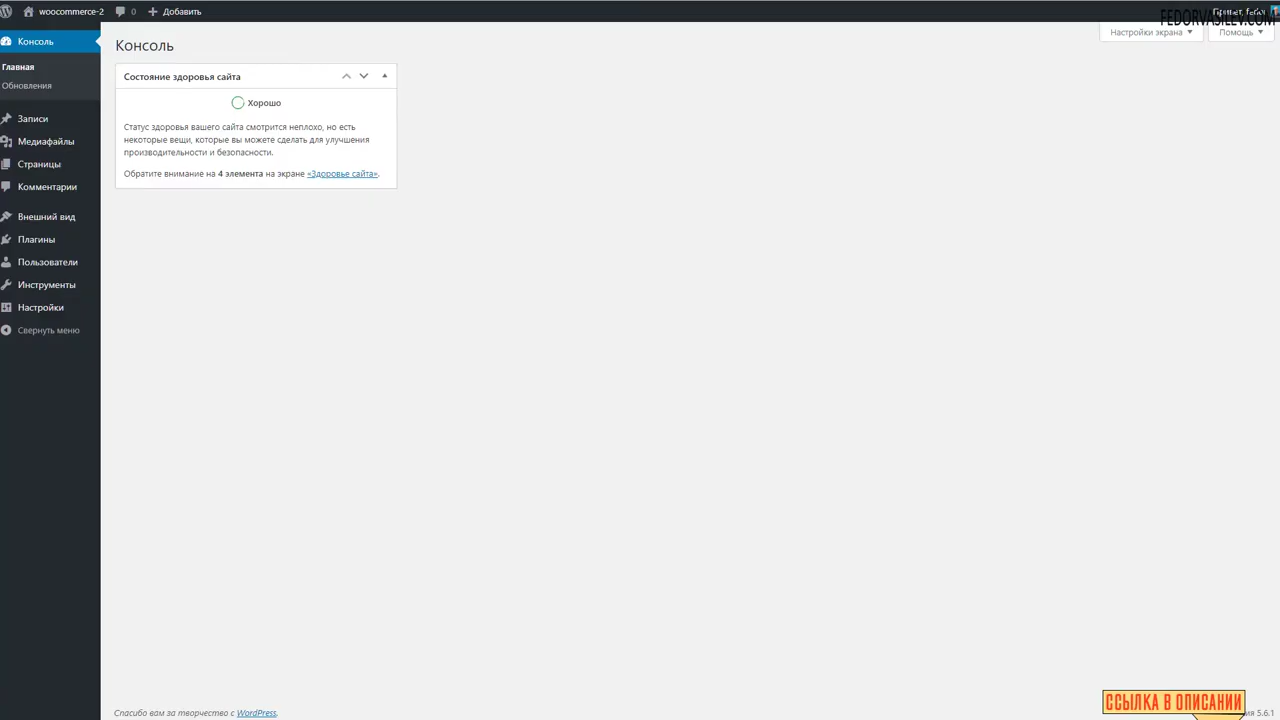 woocommerce-2 0 Добавить
FEDORVASILEV.COM
Настройки экрана Помощь
Консоль
Главная
Обновления
Записи
Медиафайлы
Страницы
Комментарии
Внешний вид
Плагины
Пользователи
Инструменты
Настройки
Свернуть меню
Консоль
Состояние здоровья сайта
Хорошо
Статус здоровья вашего сайта смотрится неплохо, но есть
некоторые вещи, которые вы можете сделать для улучшения
производительности и безопасности.
Обратите внимание на 4 элемента на экране «Здоровье сайта».
Спасибо вам за творчество с WordPress.
ССЫЛКА В ОПИСАНИИ
5.6.1